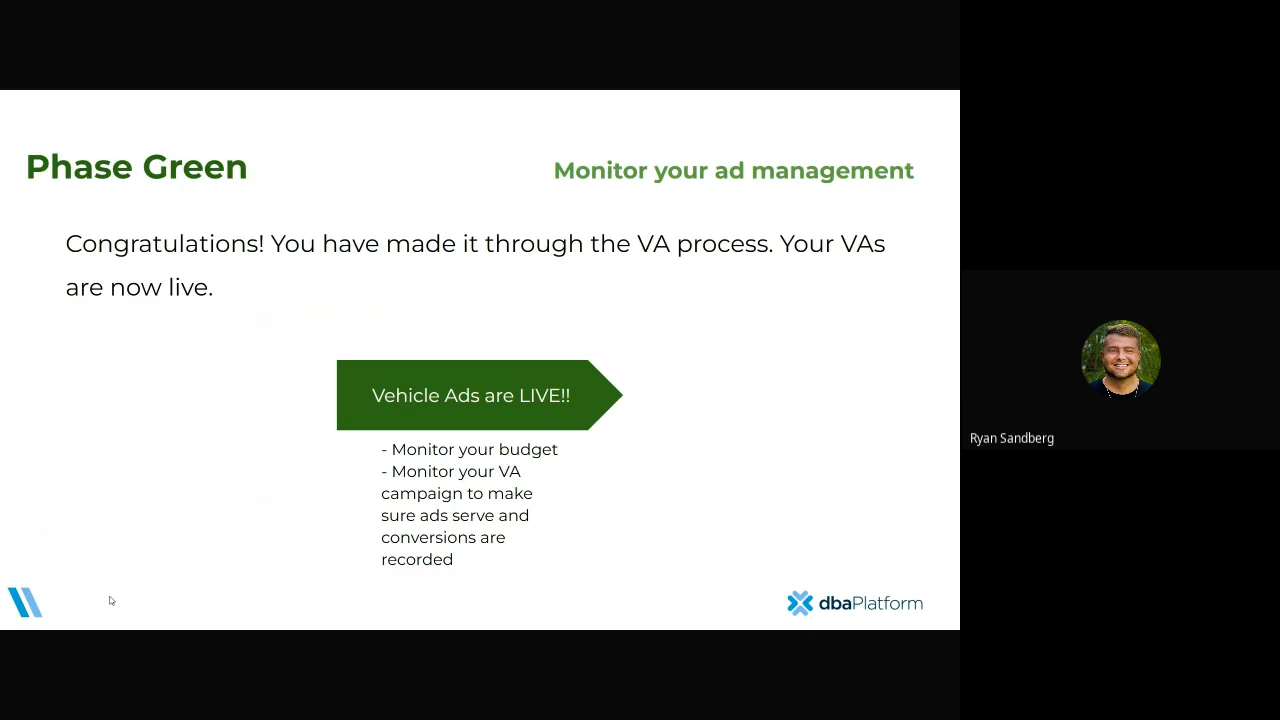 Phase Green
Monitor your ad management
Congratulations! You have made it through the VA process. Your VAs
are now live.
Vehicle Ads are LIVE!!
- Monitor your budget
- Monitor your VA
campaign to make
sure ads serve and
conversions are
recorded
dbaPlatform
Ryan Sandberg